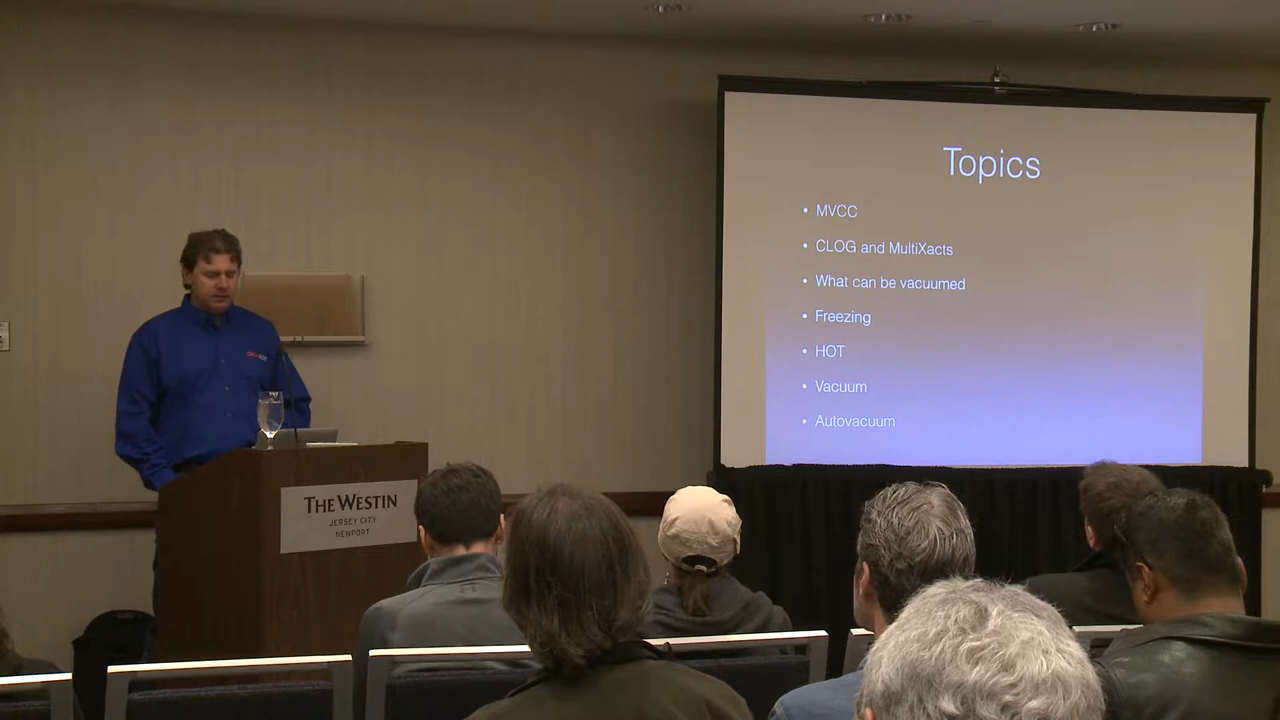 Topics
• MVCC
• CLOG and MultiXacts
• What can be vacuumed
• Freezing
• HOT
• Vacuum
• Autovacuum
THE WESTIN
JERSEY CITY
NEWPORT